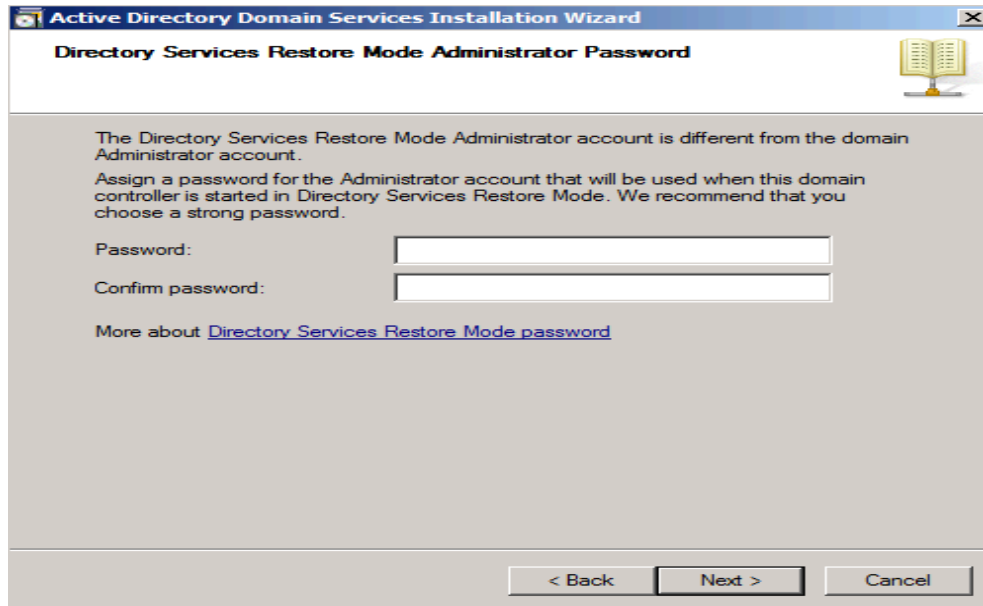 Active Directory Domain Services Installation Wizard
Directory Services Restore Mode Administrator Password
The Directory Services Restore Mode Administrator account is different from the domain
Administrator account.
Assign a password for the Administrator account that will be used when this domain
controller is started in Directory Services Restore Mode. We recommend that you
choose a strong password.
Password:
Confirm password:
More about Directory Services Restore Mode password
< Back Next > Cancel